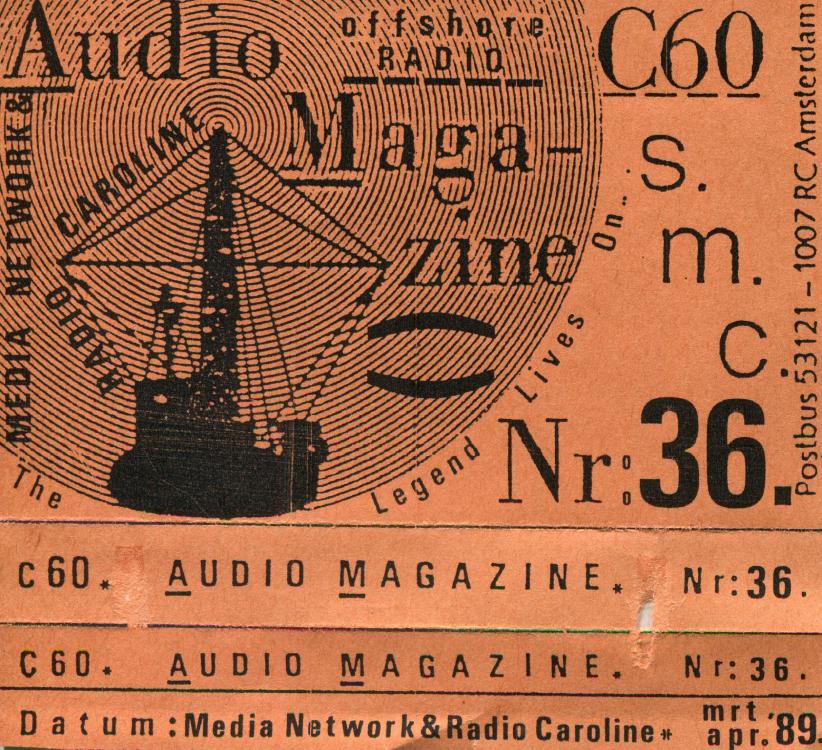 Audio
offshore
RADIO
Maga-
zine
C60
s.
m.
c.
Nr: 36.
MEDIA NETWORK &
RADIO CAROLINE
The Legend Lives On..
Postbus 53121 - 1007 RC Amsterdam
c60* AUDIO MAGAZINE.* Nr: 36.
C60* AUDIO MAGAZINE.* Nr: 36.
Datum: Media Network & Radio Caroline* mrt. apr. '89.